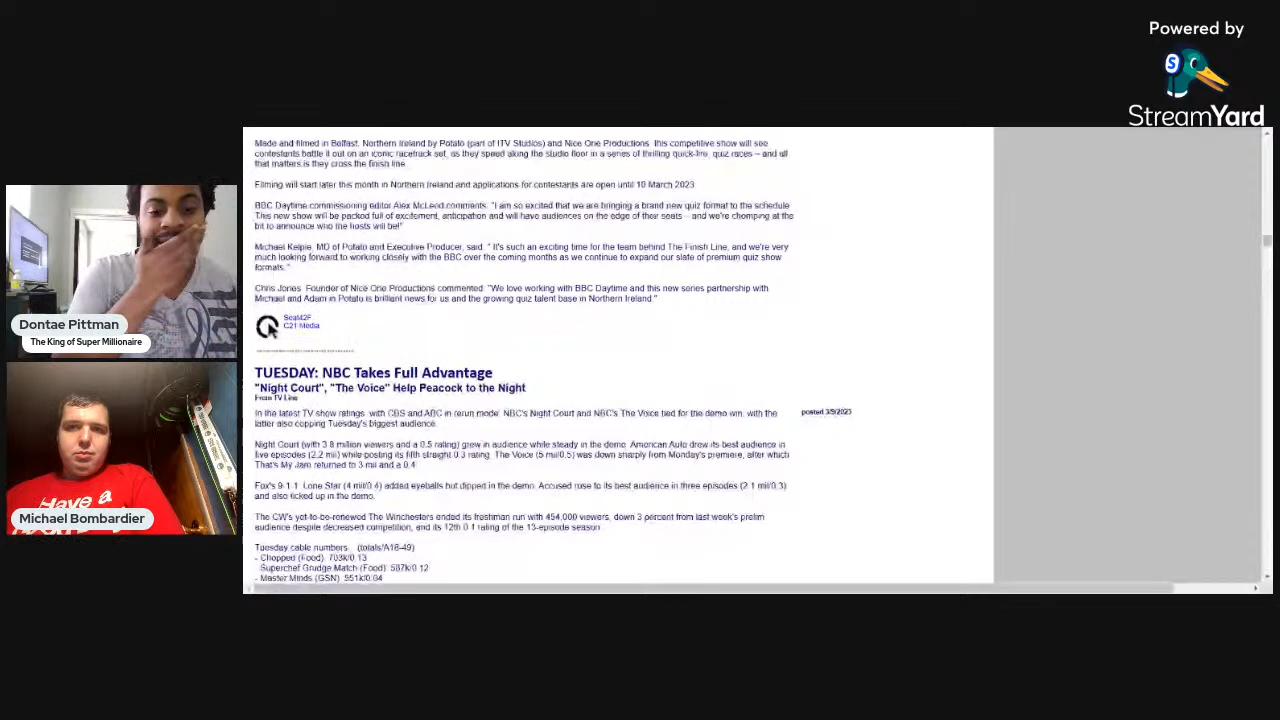 Powered by
StreamYard
Made and filmed in Belfast, Northern Ireland by Potato (part of ITV Studios) and Nice One Productions this competitive show will see
contestants battle it out on an iconic racetrack set, as they speed along the studio floor in a series of thrilling quick-fire, quiz races – and all
that matters is they cross the finish line.
Filming will start later this month in Northern Ireland and applications for contestants are open until 10 March 2023.
BBC Daytime commissioning editor Alex McLeod comments: "I am so excited that we are bringing a brand new quiz format to the schedule.
This new show will be packed full of excitement, anticipation and will have audiences on the edge of their seats – and we're chomping at the
bit to announce who the hosts will be!"
Michael Kelpie, MD of Potato and Executive Producer, said: " It's such an exciting time for the team behind The Finish Line, and we're very
much looking forward to working closely with the BBC over the coming months as we continue to expand our slate of premium quiz show
formats."
Chris Jones, Founder of Nice One Productions commented: "We love working with BBC Daytime and this new series partnership with
Michael and Adam in Potato is brilliant news for us and the growing quiz talent base in Northern Ireland."
Seat42F
C21 Media
TUESDAY: NBC Takes Full Advantage
"Night Court", "The Voice" Help Peacock to the Night
From TV Line
In the latest TV show ratings, with CBS and ABC in rerun mode, NBC's Night Court and NBC's The Voice tied for the demo win, with the
latter also copping Tuesday's biggest audience.
posted 3/9/2023
Night Court (with 3.8 million viewers and a 0.5 rating) grew in audience while steady in the demo. American Auto drew its best audience in
five episodes (2.2 mil) while posting its fifth straight 0.3 rating. The Voice (5 mil/0.5) was down sharply from Monday's premiere, after which
That's My Jam returned to 3 mil and a 0.4.
Fox's 9-1-1: Lone Star (4 mil/0.4) added eyeballs but dipped in the demo. Accused rose to its best audience in three episodes (2.1 mil/0.3)
and also ticked up in the demo.
The CW's yet-to-be-renewed The Winchesters ended its freshman run with 454,000 viewers, down 3 percent from last week's prelim
audience despite decreased competition, and its 12th 0.1 rating of the 13-episode season.
Tuesday cable numbers: (totals/A18-49)
- Chopped (Food): 703k/0.13
Superchef Grudge Match (Food): 587k/0.12
- Master Minds (GSN): 551k/0.04
Dontae Pittman
The King of Super Millionaire
Have a
Michael Bombardier